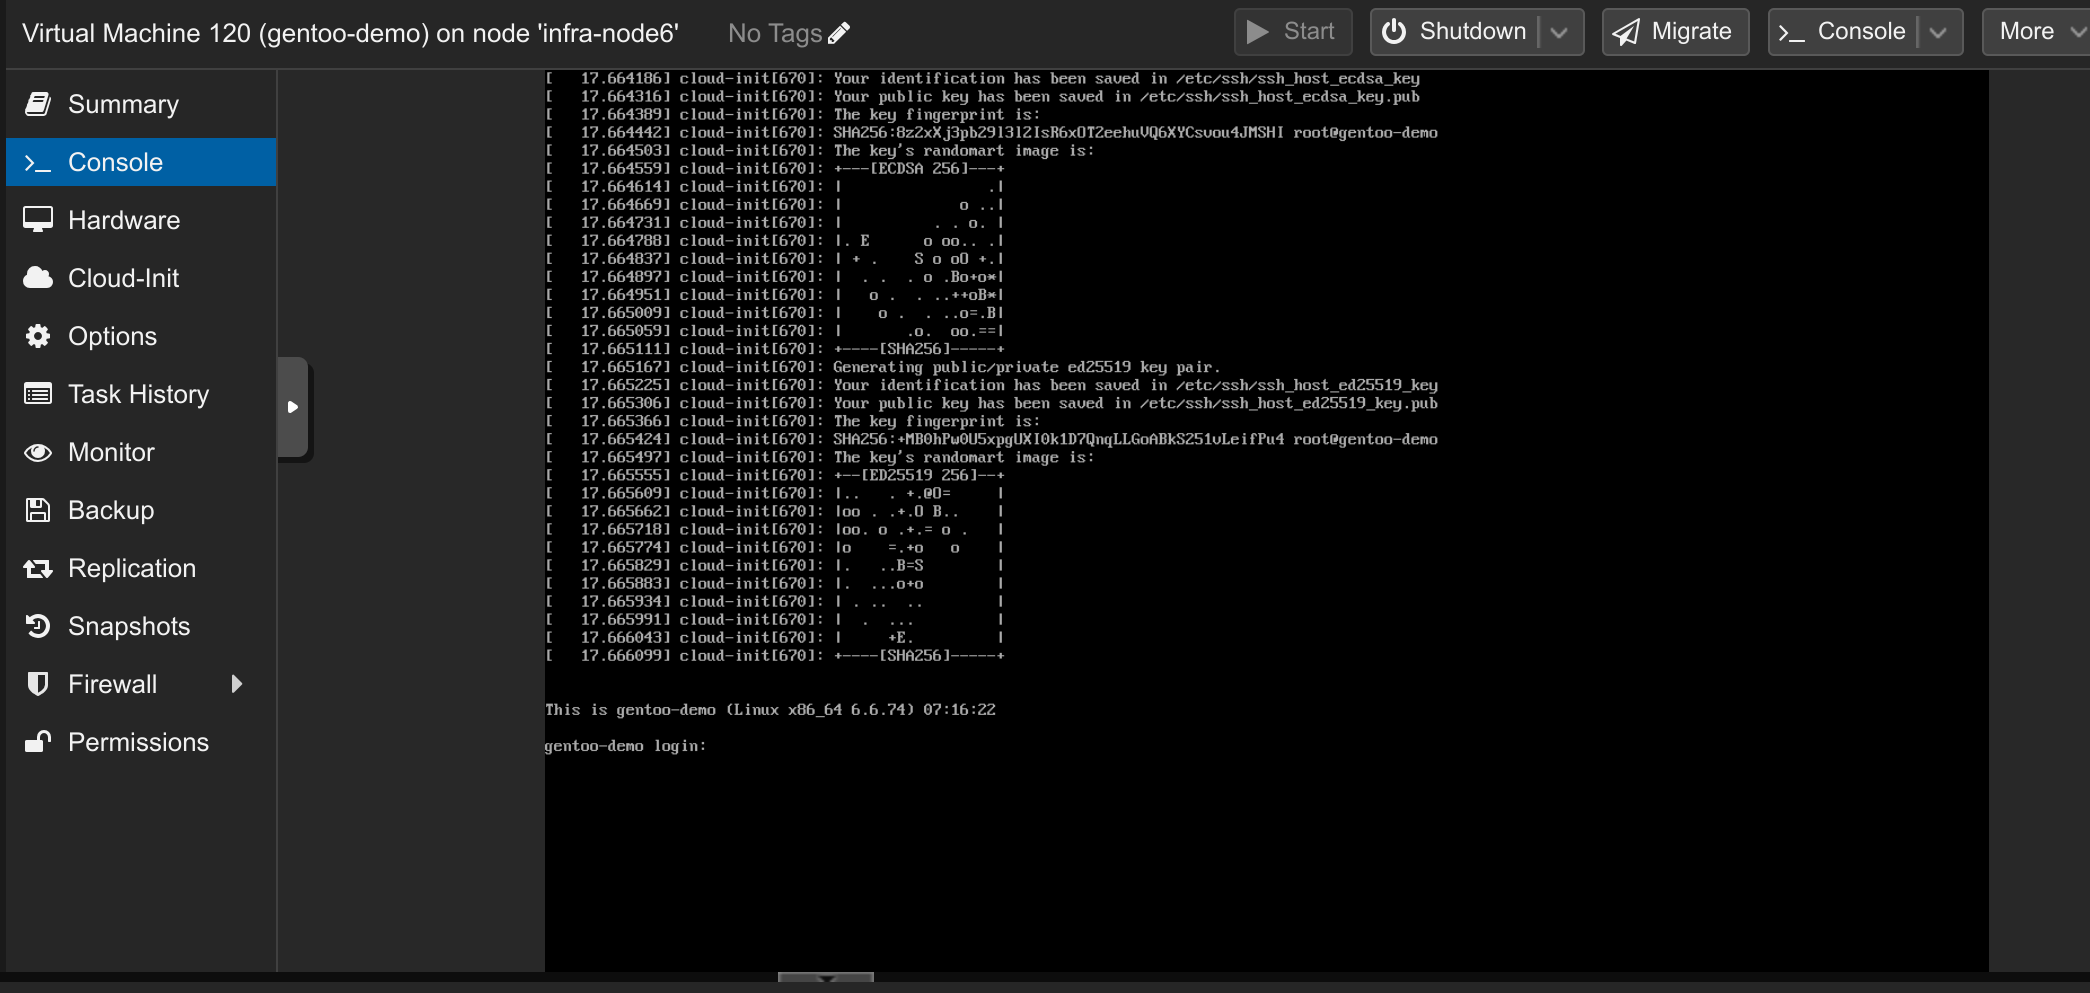 Virtual Machine 120 (gentoo-demo) on node 'infra-node6' No Tags Start Shutdown Migrate >_ Console More
Summary
>_ Console
Hardware
Cloud-Init
Options
Task History
Monitor
Backup
Replication
Snapshots
Firewall
Permissions
[   17.664186] cloud-init[670]: Your identification has been saved in /etc/ssh/ssh_host_ecdsa_key
[   17.664316] cloud-init[670]: Your public key has been saved in /etc/ssh/ssh_host_ecdsa_key.pub
[   17.664389] cloud-init[670]: The key fingerprint is:
[   17.664442] cloud-init[670]: SHA256:8z2xXj3pb29l3l2IsR6xOT2eehuVQ6XYCsvou4JMSHI root@gentoo-demo
[   17.664503] cloud-init[670]: The key's randomart image is:
[   17.664559] cloud-init[670]: +---[ECDSA 256]---+
[   17.664614] cloud-init[670]: |                .|
[   17.664669] cloud-init[670]: |             o ..|
[   17.664731] cloud-init[670]: |          . . o. |
[   17.664788] cloud-init[670]: |. E      o oo.. .|
[   17.664837] cloud-init[670]: | + .    S o oO +.|
[   17.664897] cloud-init[670]: |  . .  . o .Bo+o*|
[   17.664951] cloud-init[670]: |   o .  . ..++oB*|
[   17.665009] cloud-init[670]: |    o .  . ..o=.B|
[   17.665059] cloud-init[670]: |       .o.  oo.==|
[   17.665111] cloud-init[670]: +----[SHA256]-----+
[   17.665167] cloud-init[670]: Generating public/private ed25519 key pair.
[   17.665225] cloud-init[670]: Your identification has been saved in /etc/ssh/ssh_host_ed25519_key
[   17.665306] cloud-init[670]: Your public key has been saved in /etc/ssh/ssh_host_ed25519_key.pub
[   17.665366] cloud-init[670]: The key fingerprint is:
[   17.665424] cloud-init[670]: SHA256:+MB0hPw0U5xpgUXI0k1D7QnqLLGoABkS251vLeifPu4 root@gentoo-demo
[   17.665497] cloud-init[670]: The key's randomart image is:
[   17.665555] cloud-init[670]: +--[ED25519 256]--+
[   17.665609] cloud-init[670]: |..   . +.@O=     |
[   17.665662] cloud-init[670]: |oo . .+.O B..    |
[   17.665718] cloud-init[670]: |oo. o .+.= o .   |
[   17.665774] cloud-init[670]: |o    =.+o   o    |
[   17.665829] cloud-init[670]: |.   ..B=S        |
[   17.665883] cloud-init[670]: |.  ...o+o        |
[   17.665934] cloud-init[670]: | . ..  ..        |
[   17.665991] cloud-init[670]: |  .  ...         |
[   17.666043] cloud-init[670]: |     +E.         |
[   17.666099] cloud-init[670]: +----[SHA256]-----+
This is gentoo-demo (Linux x86_64 6.6.74) 07:16:22
gentoo-demo login: